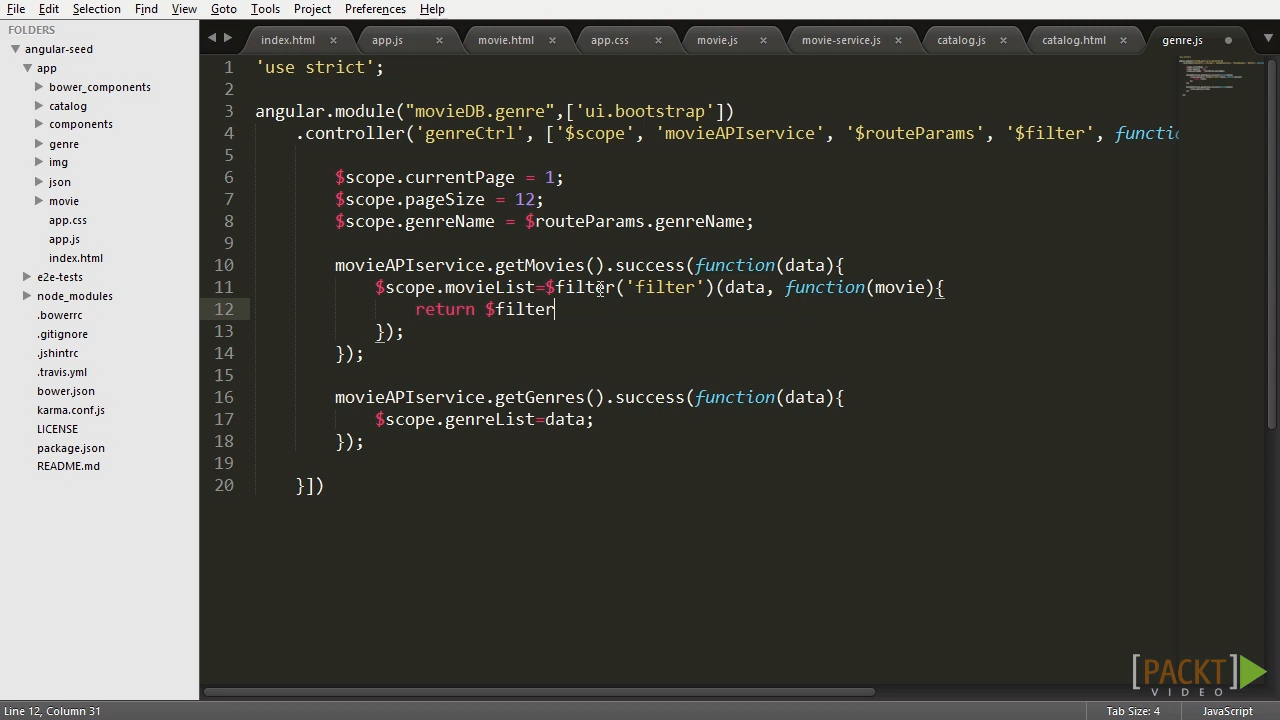 File Edit Selection Find View Goto Tools Project Preferences Help
FOLDERS
angular-seed
app
bower_components
catalog
components
genre
img
json
movie
app.css
app.js
index.html
e2e-tests
node_modules
.bowerrc
.gitignore
.jshintrc
.travis.yml
bower.json
karma.conf.js
LICENSE
package.json
README.md
index.html × app.js × movie.html × app.css × movie.js × movie-service.js × catalog.js × catalog.html × genre.js
1 'use strict';
2
3 angular.module("movieDB.genre",['ui.bootstrap'])
4 .controller('genreCtrl', ['$scope', 'movieAPIservice', '$routeParams', '$filter', functio
5
6 $scope.currentPage = 1;
7 $scope.pageSize = 12;
8 $scope.genreName = $routeParams.genreName;
9
10 movieAPIservice.getMovies().success(function(data){
11 $scope.movieList=$filter('filter')(data, function(movie){
12 return $filter
13 });
14 });
15
16 movieAPIservice.getGenres().success(function(data){
17 $scope.genreList=data;
18 });
19
20 }])
[PACKT]
VIDEO
Line 12, Column 31
Tab Size: 4
JavaScript